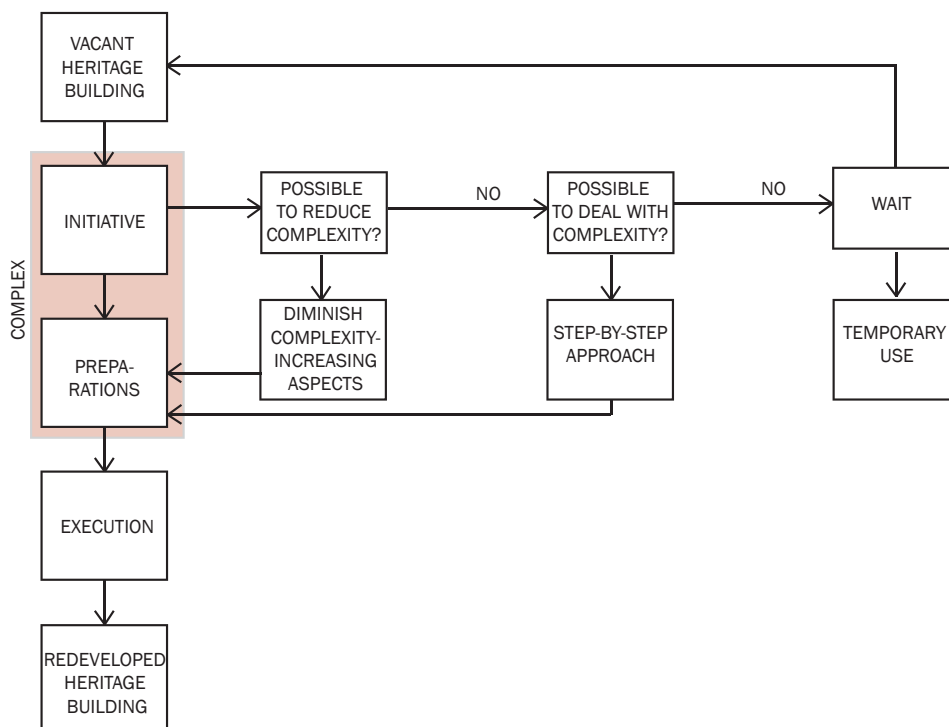 VACANT
HERITAGE
BUILDING
COMPLEX
INITIATIVE
POSSIBLE
TO REDUCE
COMPLEXITY?
NO
POSSIBLE
TO DEAL WITH
COMPLEXITY?
NO
WAIT
PREPA-
RATIONS
DIMINISH
COMPLEXITY-
INCREASING
ASPECTS
STEP-BY-STEP
APPROACH
TEMPORARY
USE
EXECUTION
REDEVELOPED
HERITAGE
BUILDING